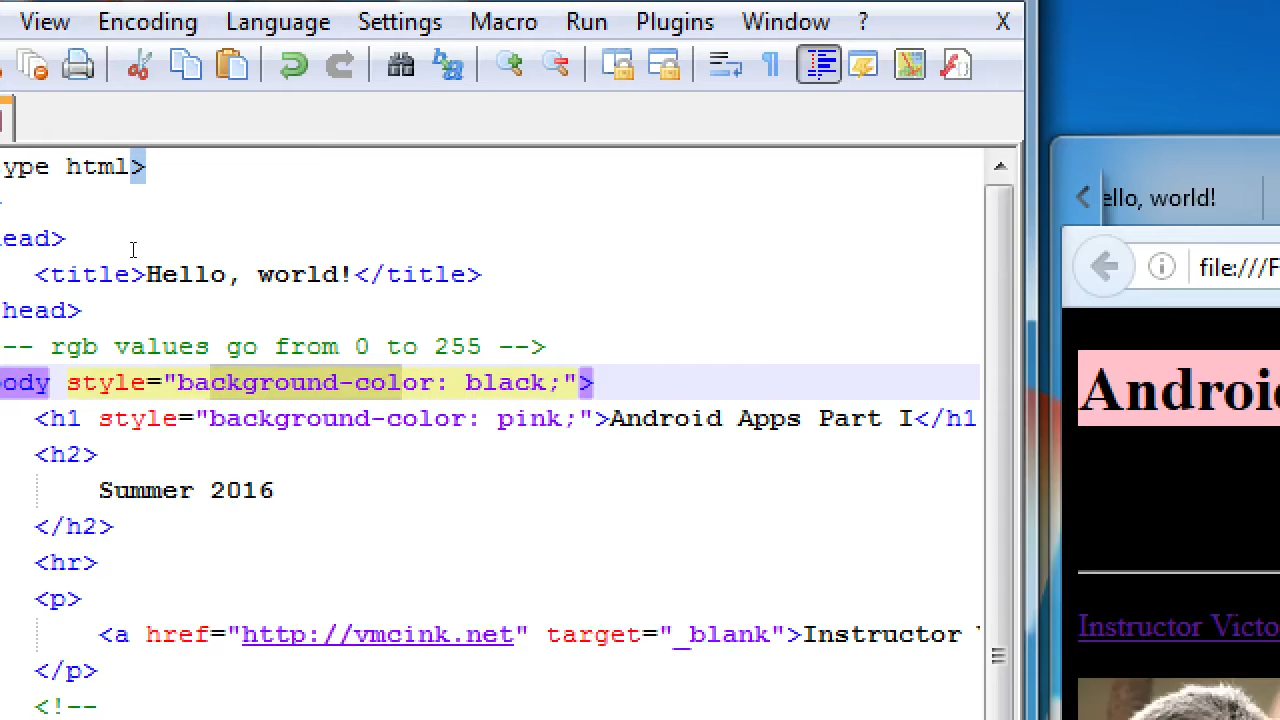 View Encoding Language Settings Macro Run Plugins Window ? X
ype html>
ead>
<title>Hello, world!</title>
head>
-- rgb values go from 0 to 255 -->
ody style="background-color: black;">
<h1 style="background-color: pink;">Android Apps Part I</h1
<h2>
Summer 2016
</h2>
<hr>
<p>
<a href="http://vmcink.net" target="_blank">Instructor
</p>
<!--
ello, world!
file:///F
Androi
Instructor Victo